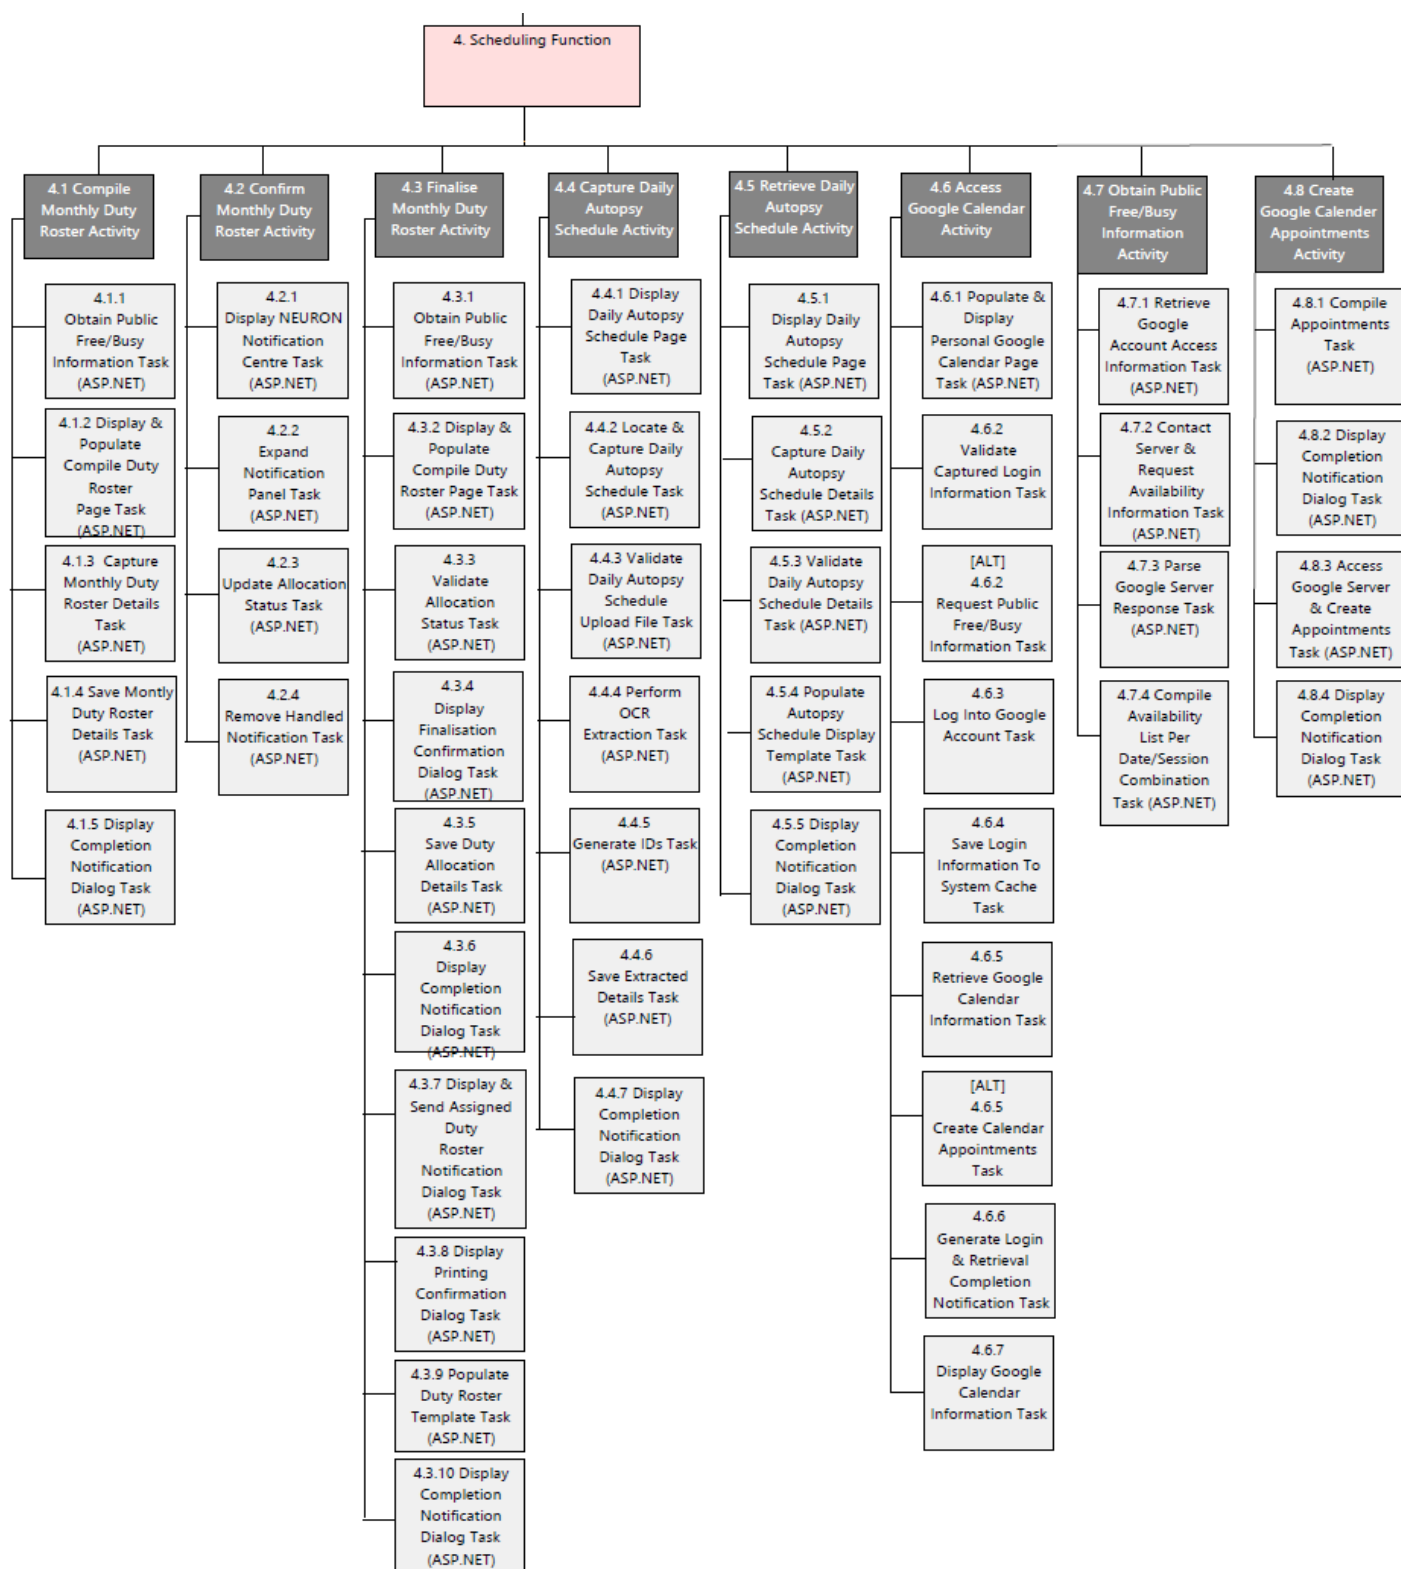 4. Scheduling Function
4.1 Compile
Monthly Duty
Roster Activity
4.2 Confirm
Monthly Duty
Roster Activity
4.3 Finalise
Monthly Duty
Roster Activity
4.4 Capture Daily
Autopsy
Schedule Activity
4.5 Retrieve Daily
Autopsy
Schedule Activity
4.6 Access
Google Calendar
Activity
4.7 Obtain Public
Free/Busy
Information
Activity
4.8 Create
Google Calender
Appointments
Activity
4.1.1
Obtain Public
Free/Busy
Information Task
(ASP.NET)
4.1.2 Display &
Populate
Compile Duty
Roster
Page Task
(ASP.NET)
4.1.3 Capture
Monthly Duty
Roster Details
Task
(ASP.NET)
4.1.4 Save Montly
Duty Roster
Details Task
(ASP.NET)
4.1.5 Display
Completion
Notification
Dialog Task
(ASP.NET)
4.2.1
Display NEURON
Notification
Centre Task
(ASP.NET)
4.2.2
Expand
Notification
Panel Task
(ASP.NET)
4.2.3
Update Allocation
Status Task
(ASP.NET)
4.2.4
Remove Handled
Notification Task
(ASP.NET)
4.3.1
Obtain Public
Free/Busy
Information Task
(ASP.NET)
4.3.2 Display &
Populate
Compile Duty
Roster Page Task
(ASP.NET)
4.3.3
Validate
Allocation
Status Task
(ASP.NET)
4.3.4
Display
Finalisation
Confirmation
Dialog Task
(ASP.NET)
4.3.5
Save Duty
Allocation
Details Task
(ASP.NET)
4.3.6
Display
Completion
Notification
Dialog Task
(ASP.NET)
4.3.7 Display &
Send Assigned
Duty
Roster
Notification
Dialog Task
(ASP.NET)
4.3.8 Display
Printing
Confirmation
Dialog Task
(ASP.NET)
4.3.9 Populate
Duty Roster
Template Task
(ASP.NET)
4.3.10 Display
Completion
Notification
Dialog Task
(ASP.NET)
4.4.1 Display
Daily Autopsy
Schedule Page
Task
(ASP.NET)
4.4.2 Locate &
Capture Daily
Autopsy
Schedule Task
(ASP.NET)
4.4.3 Validate
Daily Autopsy
Schedule
Upload File Task
(ASP.NET)
4.4.4 Perform
OCR
Extraction Task
(ASP.NET)
4.4.5
Generate IDs Task
(ASP.NET)
4.4.6
Save Extracted
Details Task
(ASP.NET)
4.4.7 Display
Completion
Notification
Dialog Task
(ASP.NET)
4.5.1
Display Daily
Autopsy
Schedule Page
Task (ASP.NET)
4.5.2
Capture Daily
Autopsy
Schedule Details
Task (ASP.NET)
4.5.3 Validate
Daily Autopsy
Schedule Details
Task (ASP.NET)
4.5.4 Populate
Autopsy
Schedule Display
Template Task
(ASP.NET)
4.5.5 Display
Completion
Notification
Dialog Task
(ASP.NET)
4.6.1 Populate &
Display
Personal Google
Calendar Page
Task (ASP.NET)
4.6.2
Validate
Captured Login
Information Task
[ALT]
4.6.2
Request Public
Free/Busy
Information Task
4.6.3
Log Into Google
Account Task
4.6.4
Save Login
Information To
System Cache
Task
4.6.5
Retrieve Google
Calendar
Information Task
[ALT]
4.6.5
Create Calendar
Appointments
Task
4.6.6
Generate Login
& Retrieval
Completion
Notification Task
4.6.7
Display Google
Calendar
Information Task
4.7.1 Retrieve
Google
Account Access
Information Task
(ASP.NET)
4.7.2 Contact
Server &
Request
Availability
Information Task
(ASP.NET)
4.7.3 Parse
Google Server
Response Task
(ASP.NET)
4.7.4 Compile
Availability
List Per
Date/Session
Combination
Task (ASP.NET)
4.8.1 Compile
Appointments
Task
(ASP.NET)
4.8.2 Display
Completion
Notification
Dialog Task
(ASP.NET)
4.8.3 Access
Google Server
& Create
Appointments
Task (ASP.NET)
4.8.4 Display
Completion
Notification
Dialog Task
(ASP.NET)